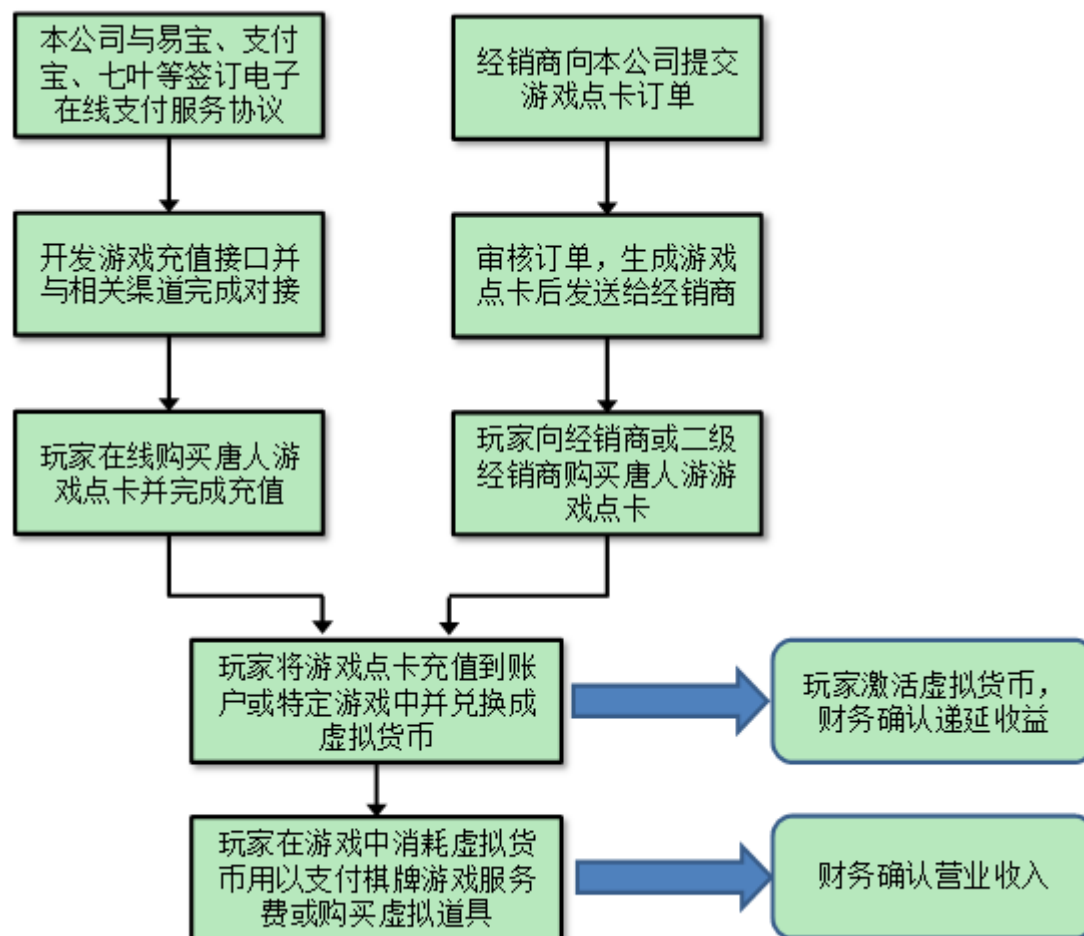 本公司与易宝、支付
宝、七叶等签订电子
在线支付服务协议
经销商向本公司提交
游戏点卡订单
开发游戏充值接口并
与相关渠道完成对接
审核订单，生成游戏
点卡后发送给经销商
玩家在线购买唐人游
戏点卡并完成充值
玩家向经销商或二级
经销商购买唐人游游
戏点卡
玩家将游戏点卡充值到账
户或特定游戏中并兑换成
虚拟货币
玩家激活虚拟货币，
财务确认递延收益
玩家在游戏中消耗虚拟货
币用以支付棋牌游戏服务
费或购买虚拟道具
财务确认营业收入